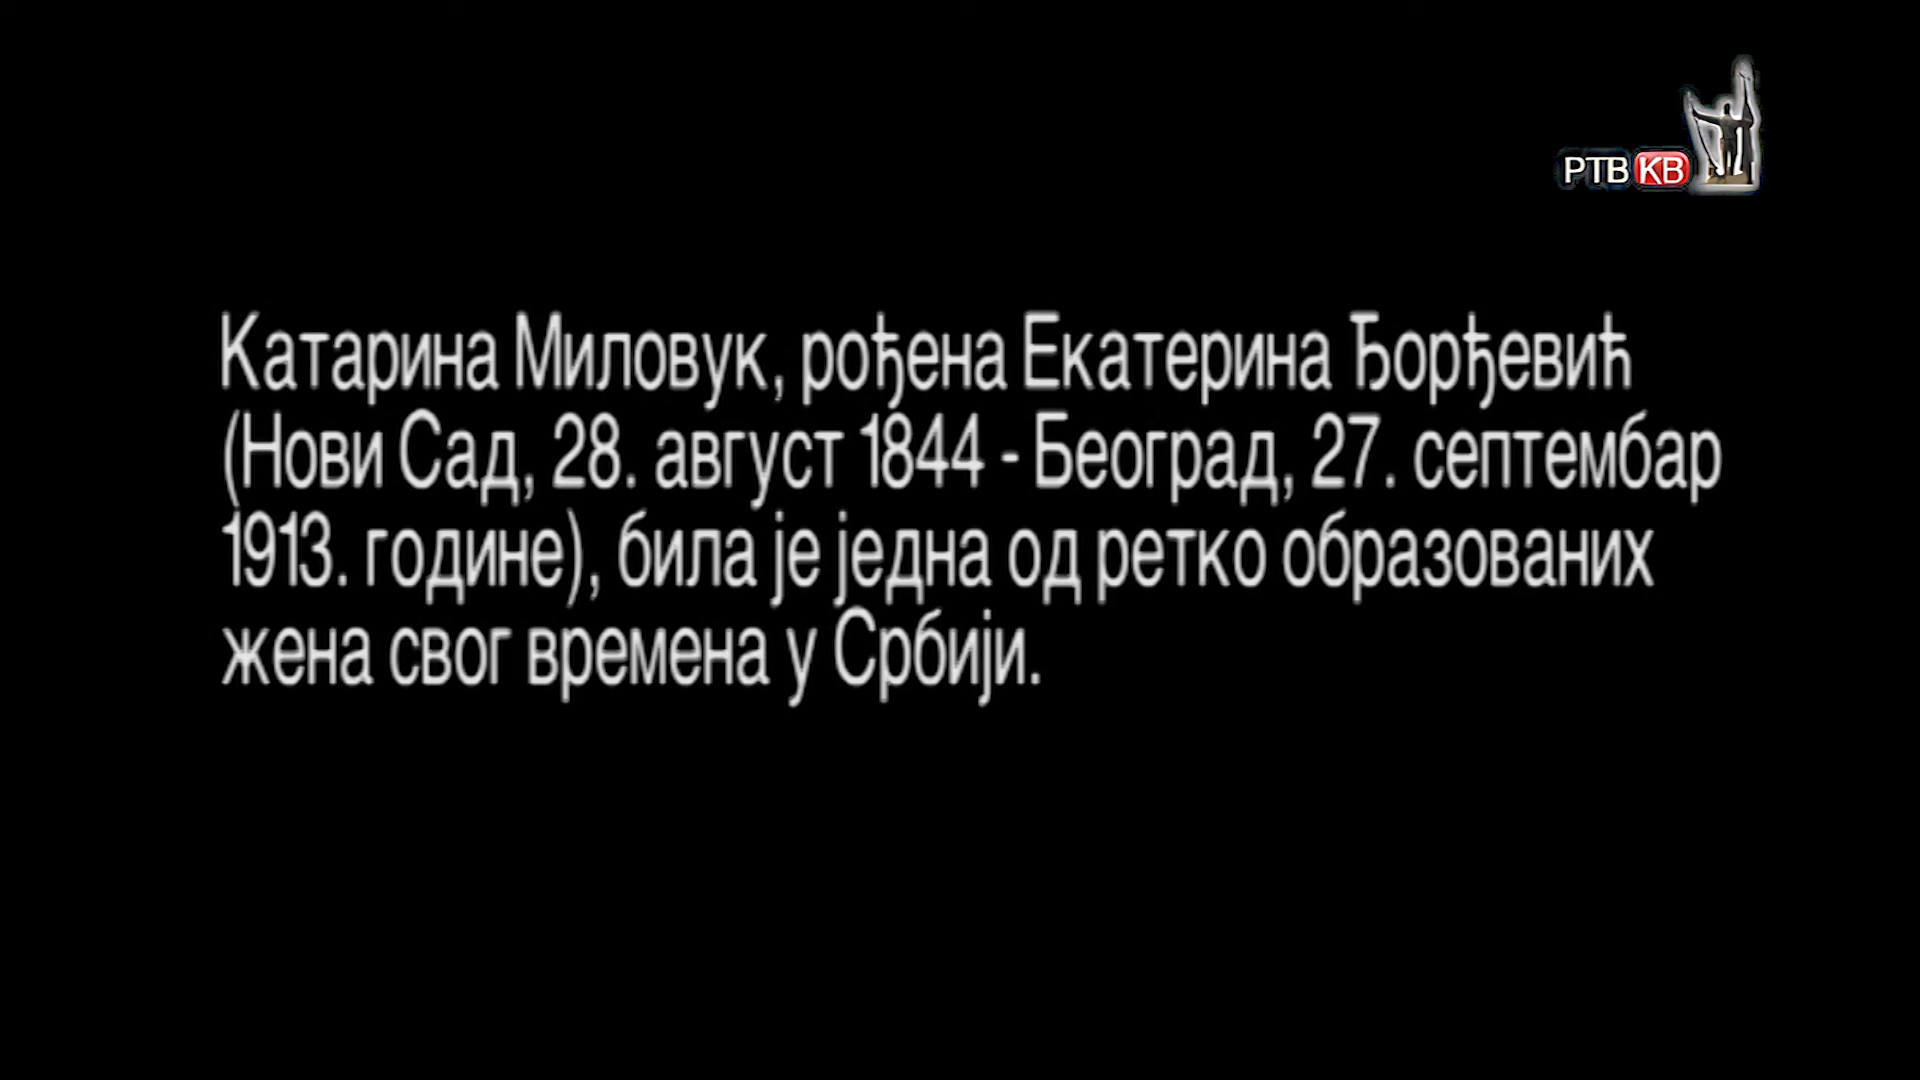 РТВ КВ
Катарина Миловук, рођена Екатерина Ђорђевић
(Нови Сад, 28. август 1844 - Београд, 27. септембар
1913. године), била је једна од ретко образованих
жена свог времена у Србији.